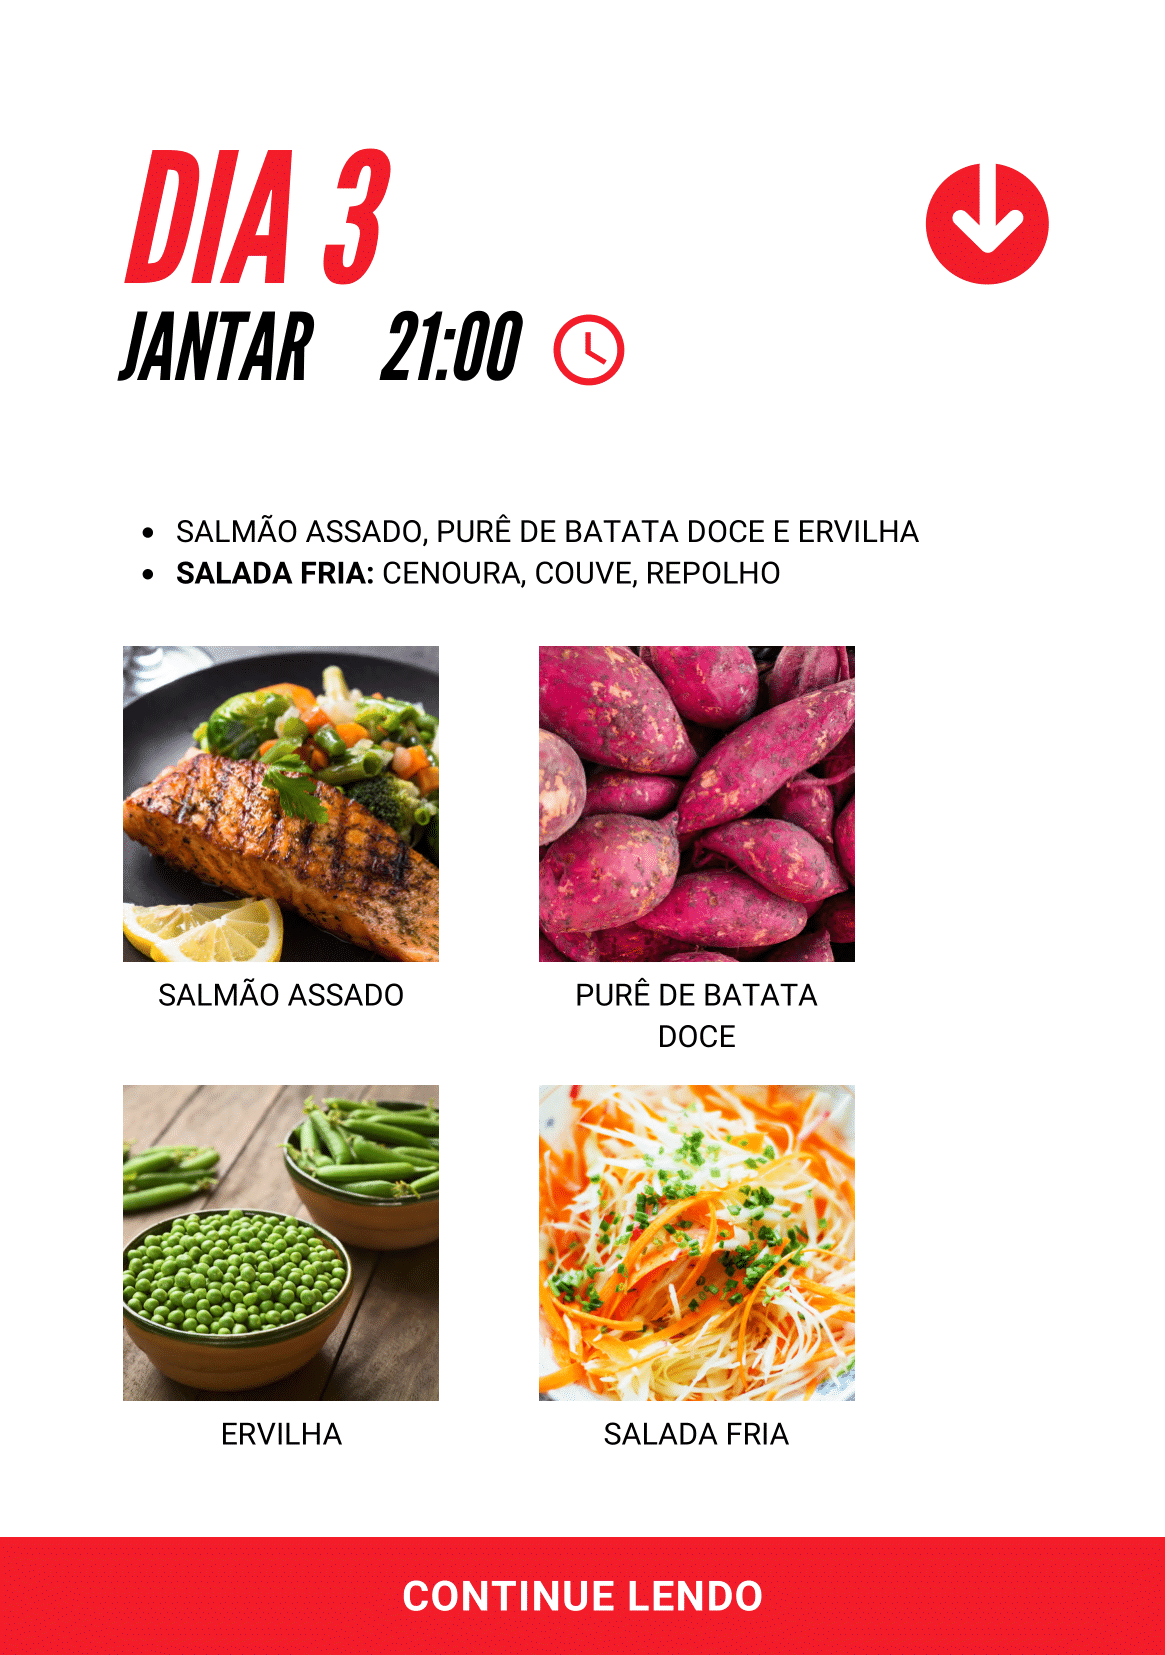 DIA 3
JANTAR 21:00
• SALMÃO ASSADO, PURÊ DE BATATA DOCE E ERVILHA
• SALADA FRIA: CENOURA, COUVE, REPOLHO
SALMÃO ASSADO
PURÊ DE BATATA
DOCE
ERVILHA
SALADA FRIA
CONTINUE LENDO